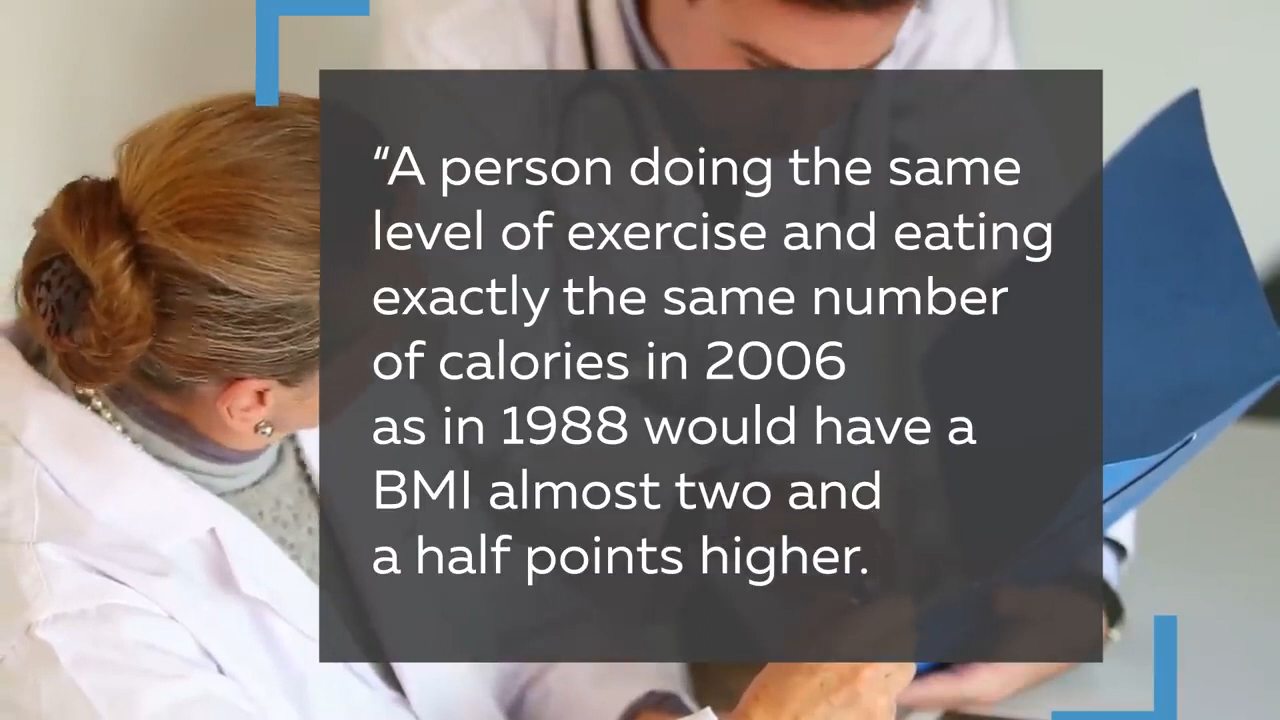 “A person doing the same
level of exercise and eating
exactly the same number
of calories in 2006
as in 1988 would have a
BMI almost two and
a half points higher.